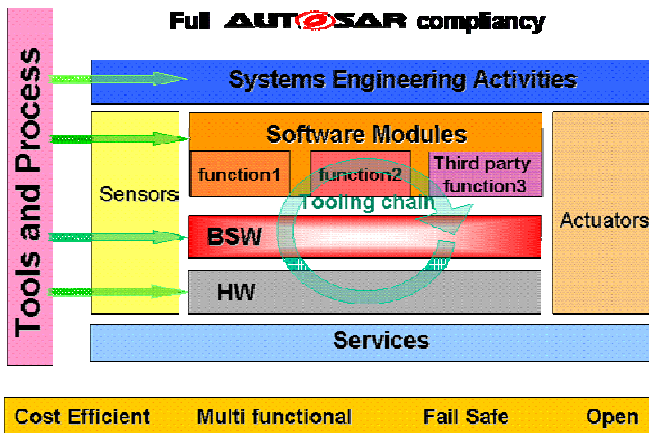 Full AUTOSAR compliancy
Tools and Process
Systems Engineering Activities
Software Modules
function1
function2
Third party
function3
Sensors
Tooling chain
Actuators
BSW
HW
Services
Cost Efficient Multi functional Fail Safe Open